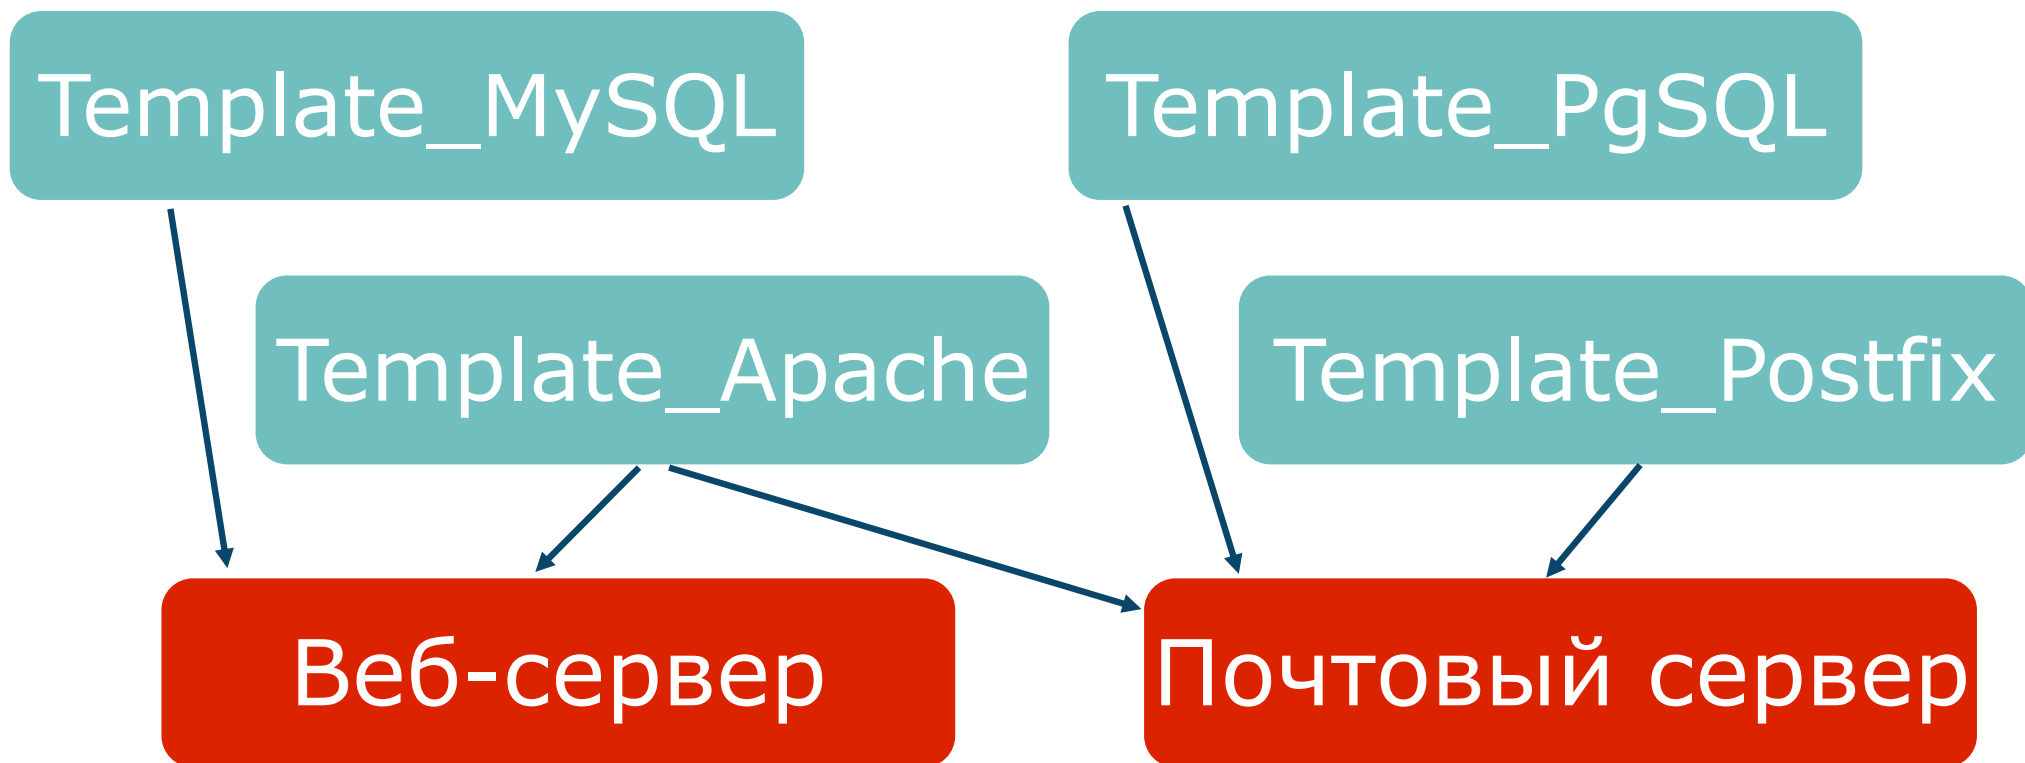 Template_MySQL
Template_PgSQL
Template_Apache
Template_Postfix
Веб-сервер
Почтовый сервер